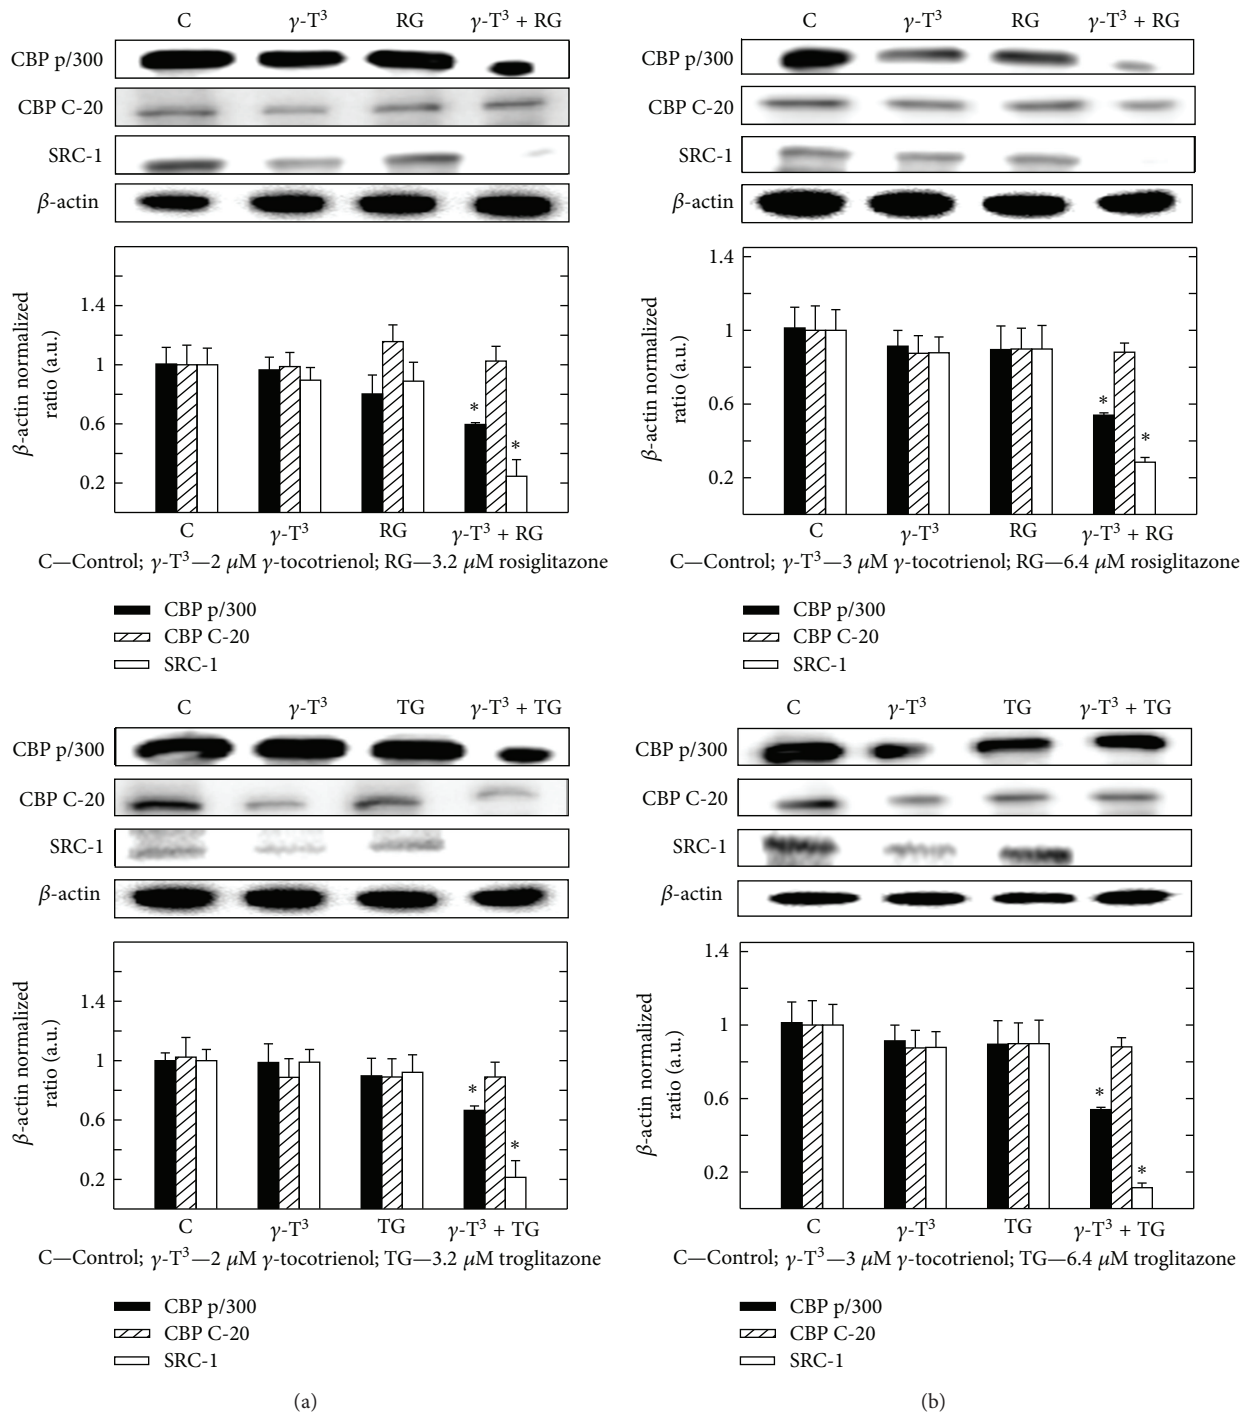 C γ-T³ RG γ-T³ + RG
CBP p/300
CBP C-20
SRC-1
β-actin
β-actin normalized
ratio (a.u.)
1.4
1
0.6
0.2
*
*
C γ-T³ RG γ-T³ + RG
C—Control; γ-T³—2 μM γ-tocotrienol; RG—3.2 μM rosiglitazone
CBP p/300
CBP C-20
SRC-1
C γ-T³ RG γ-T³ + RG
CBP p/300
CBP C-20
SRC-1
β-actin
β-actin normalized
ratio (a.u.)
1.4
1
0.6
0.2
*
*
C γ-T³ RG γ-T³ + RG
C—Control; γ-T³—3 μM γ-tocotrienol; RG—6.4 μM rosiglitazone
CBP p/300
CBP C-20
SRC-1
C γ-T³ TG γ-T³ + TG
CBP p/300
CBP C-20
SRC-1
β-actin
β-actin normalized
ratio (a.u.)
1.4
1
0.6
0.2
*
*
C γ-T³ TG γ-T³ + TG
C—Control; γ-T³—2 μM γ-tocotrienol; TG—3.2 μM troglitazone
CBP p/300
CBP C-20
SRC-1
(a)
C γ-T³ TG γ-T³ + TG
CBP p/300
CBP C-20
SRC-1
β-actin
β-actin normalized
ratio (a.u.)
1.4
1
0.6
0.2
*
*
C γ-T³ TG γ-T³ + TG
C—Control; γ-T³—3 μM γ-tocotrienol; TG—6.4 μM troglitazone
CBP p/300
CBP C-20
SRC-1
(b)